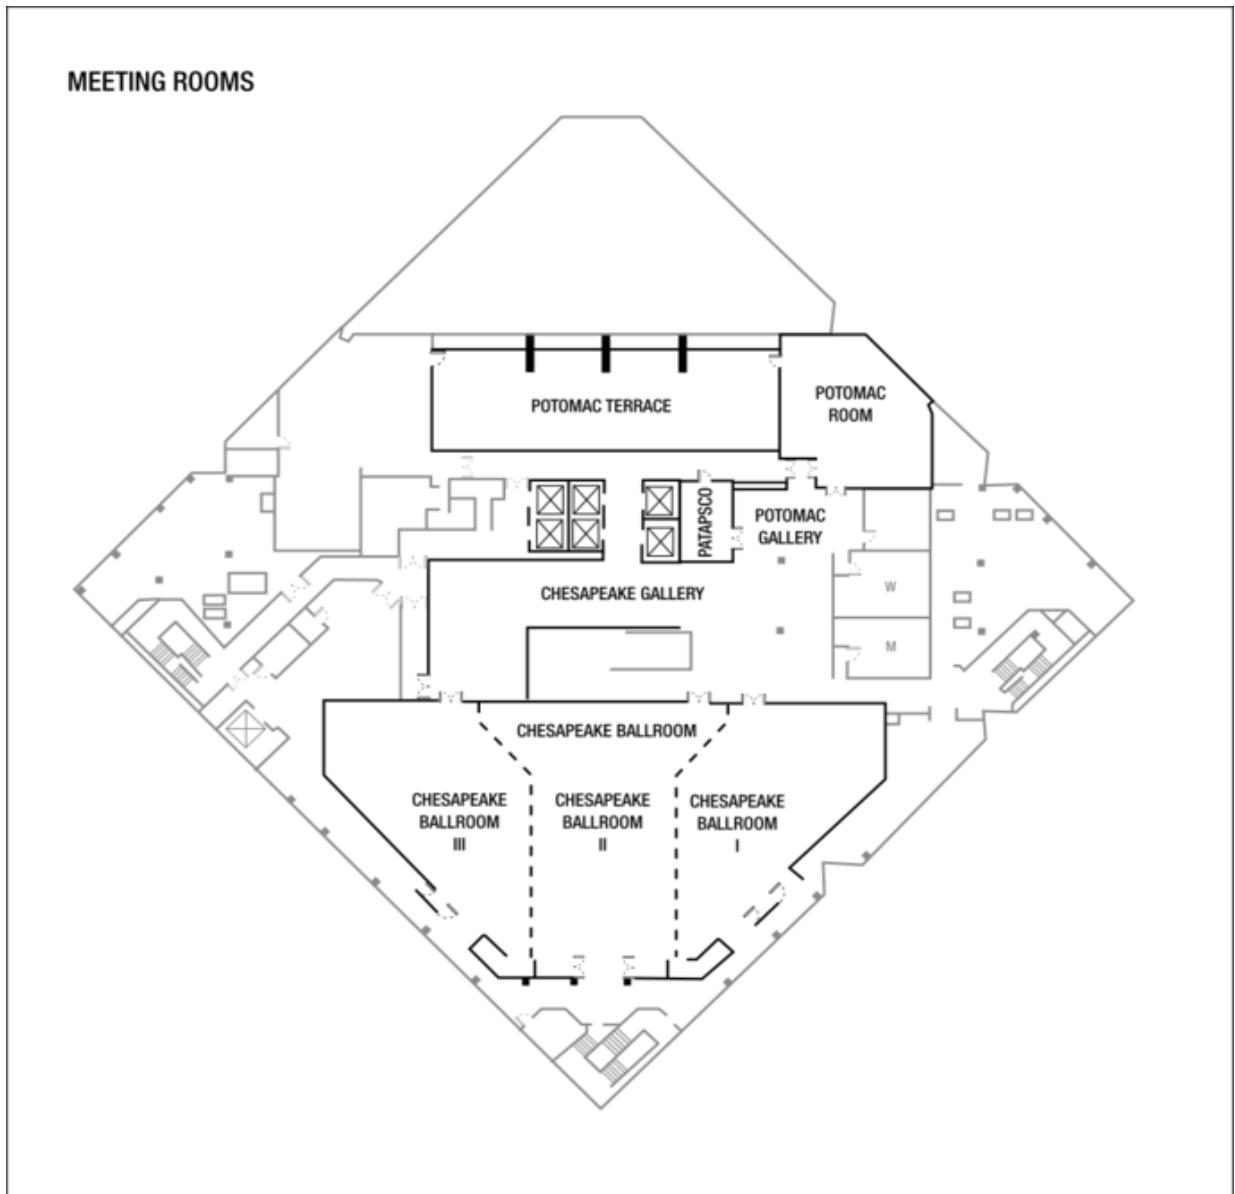 MEETING ROOMS
POTOMAC TERRACE
POTOMAC
ROOM
PATAPSCO
POTOMAC
GALLERY
CHESAPEAKE GALLERY
W
M
CHESAPEAKE BALLROOM
CHESAPEAKE
BALLROOM
III
CHESAPEAKE
BALLROOM
II
CHESAPEAKE
BALLROOM
I